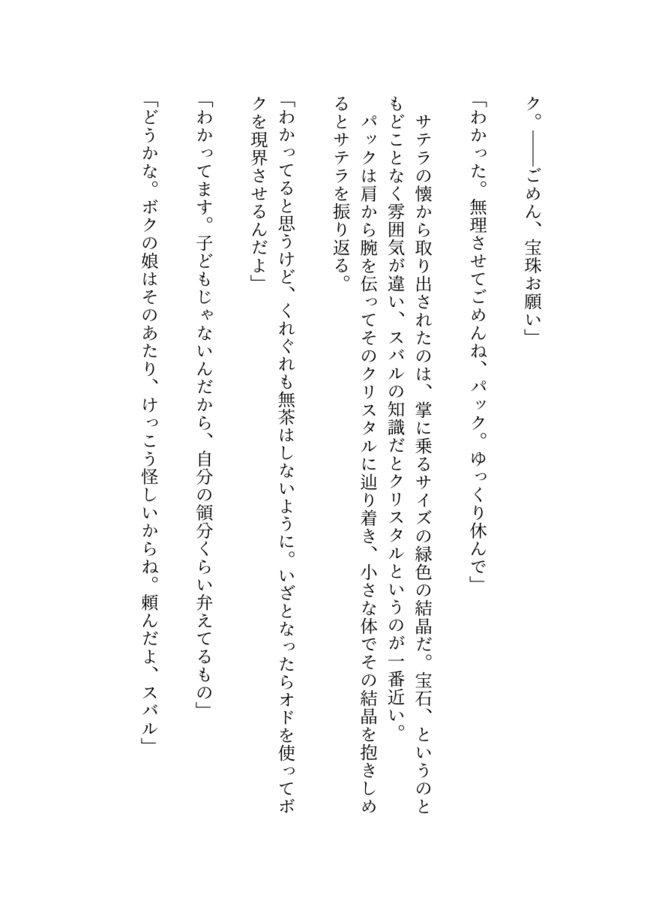 ク。――ごめん、宝珠お願い」
「わかった。無理させてごめんね、パック。ゆっくり休んで」
サテラの懐から取り出されたのは、掌に乗るサイズの緑色の結晶だ。宝石、というのと
もどことなく雰囲気が違い、スバルの知識だとクリスタルというのが一番近い。
パックは肩から腕を伝ってそのクリスタルに辿り着き、小さな体でその結晶を抱きしめ
るとサテラを振り返る。
「わかってると思うけど、くれぐれも無茶はしないように。いざとなったらオドを使ってボ
クを現界させるんだよ」
「わかってます。子どもじゃないんだから、自分の領分くらい弁えてるもの」
「どうかな。ボクの娘はそのあたり、けっこう怪しいからね。頼んだよ、スバル」